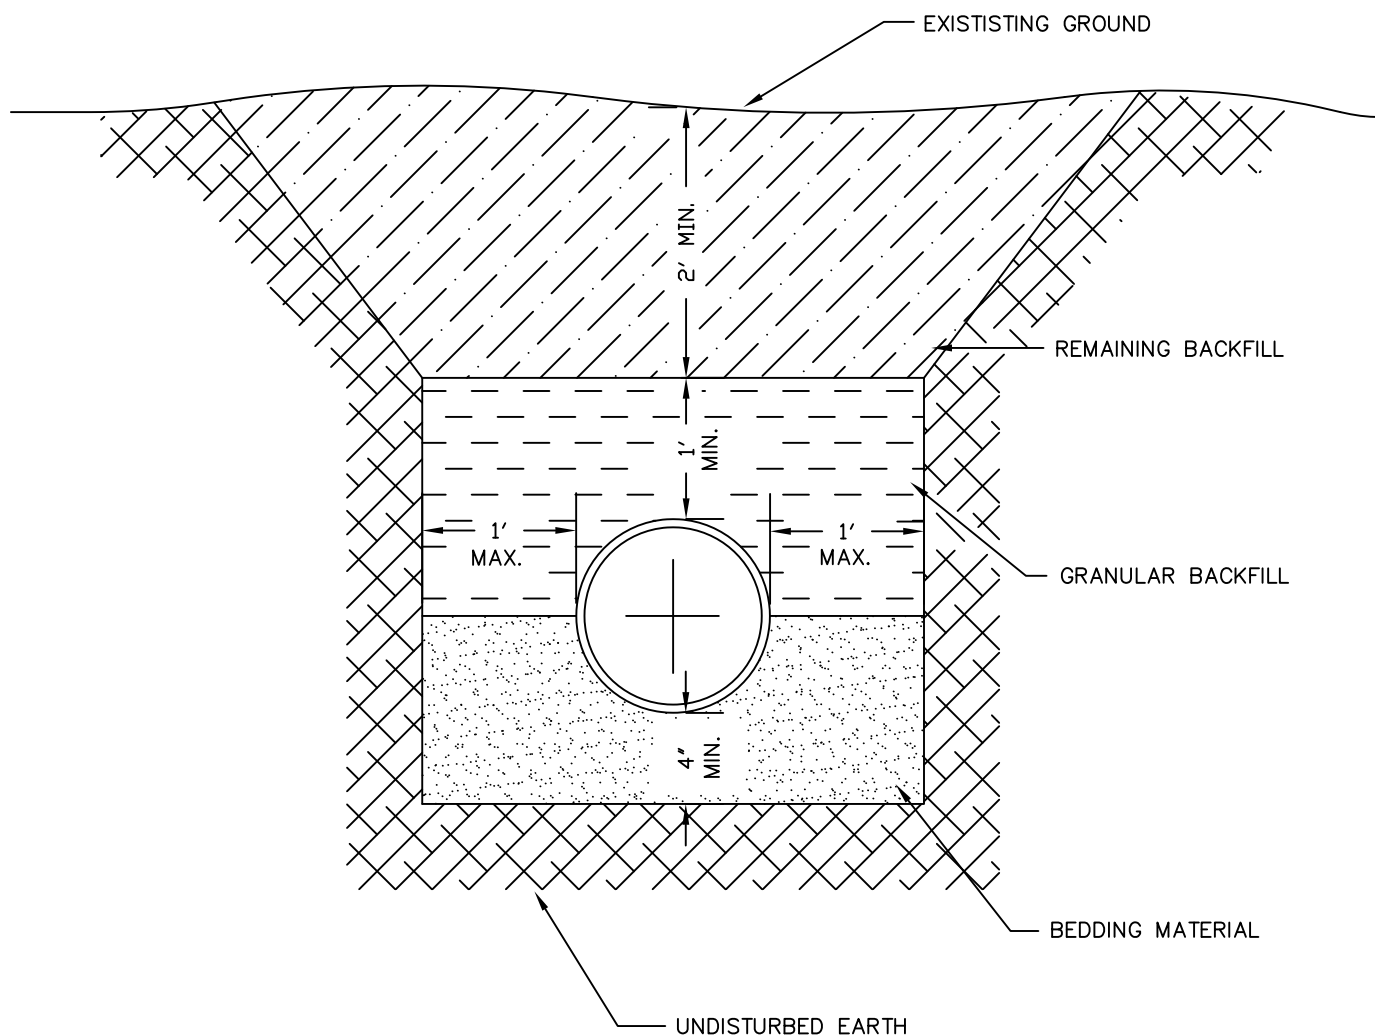 EXISTISTING GROUND
2' MIN.
REMAINING BACKFILL
1'
MIN.
1'
MAX.
1'
MAX.
GRANULAR BACKFILL
4"
MIN.
BEDDING MATERIAL
UNDISTURBED EARTH